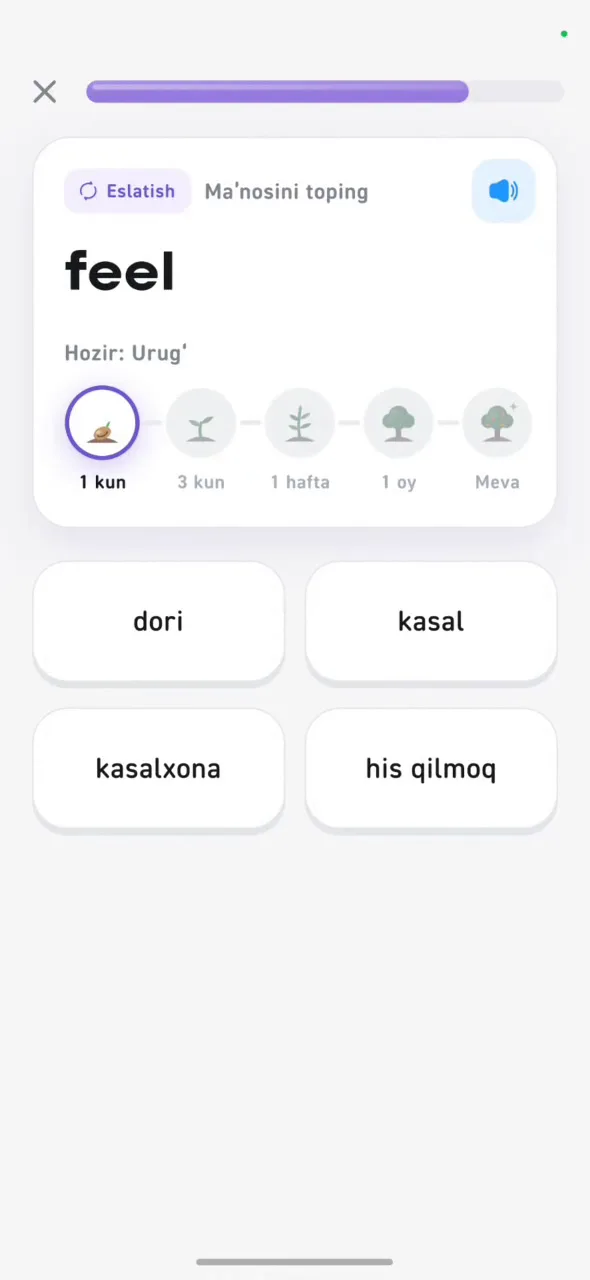 Eslatish Ma'nosini toping
feel
Hozir: Urug‘
1 kun 3 kun 1 hafta 1 oy Meva
dori kasal
kasalxona his qilmoq